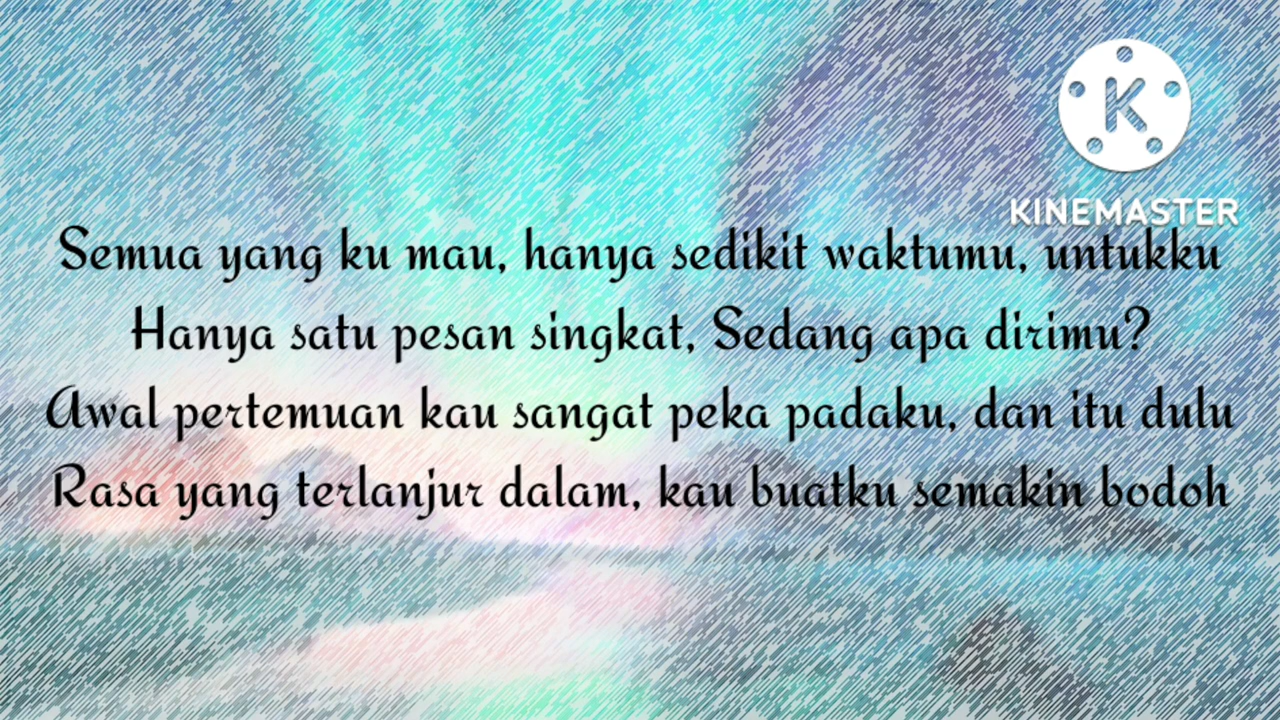 KINEMASTER
Semua yang ku mau, hanya sedikit waktumu, untukku
Hanya satu pesan singkat, Sedang apa dirimu?
Awal pertemuan kau sangat peka padaku, dan itu dulu
Rasa yang terlanjur dalam, kau buatku semakin bodoh